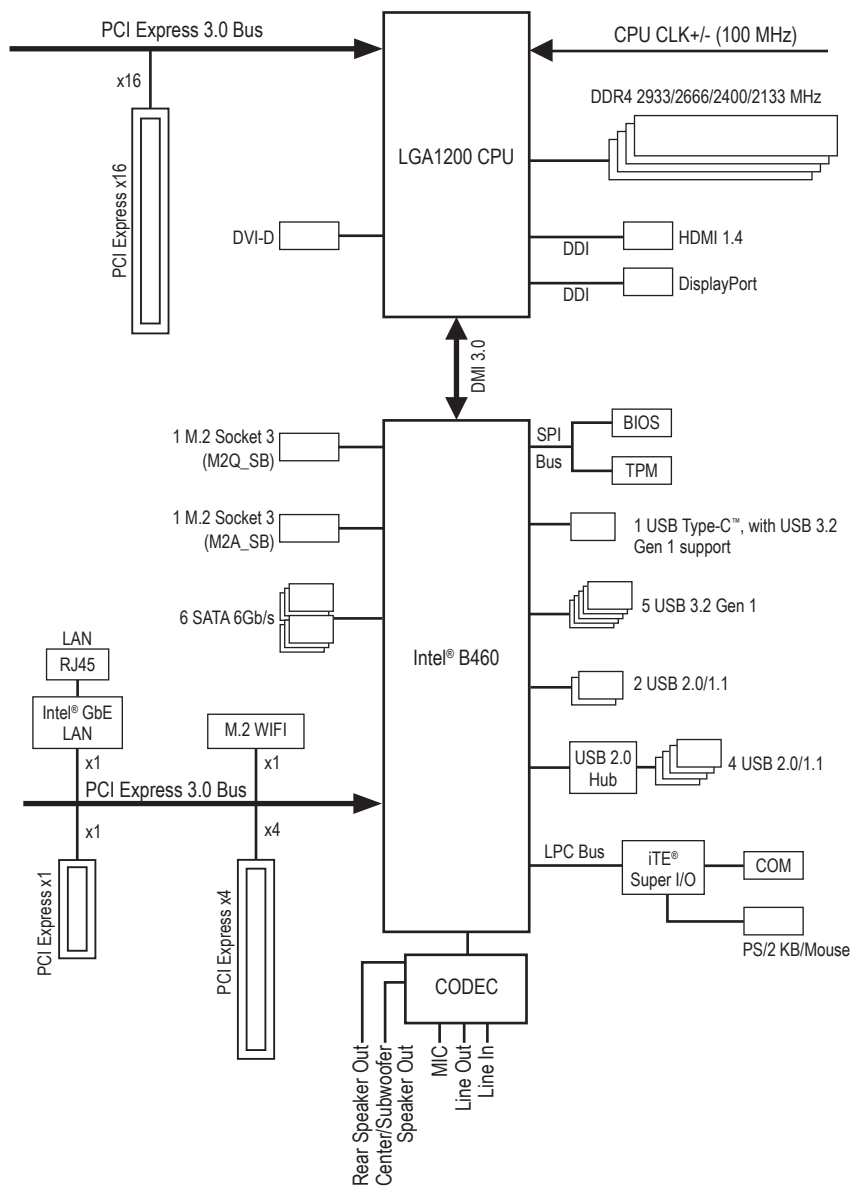 PCI Express 3.0 Bus
CPU CLK+/- (100 MHz)
x16
DDR4 2933/2666/2400/2133 MHz
LGA1200 CPU
PCI Express x16
DVI-D
DDI
HDMI 1.4
DDI
DisplayPort
DMI 3.0
1 M.2 Socket 3
(M2Q_SB)
SPI
Bus
BIOS
TPM
1 M.2 Socket 3
(M2A_SB)
1 USB Type-C™, with USB 3.2
Gen 1 support
6 SATA 6Gb/s
5 USB 3.2 Gen 1
Intel® B460
LAN
RJ45
2 USB 2.0/1.1
Intel® GbE
LAN
M.2 WIFI
x1
x1
USB 2.0
Hub
4 USB 2.0/1.1
PCI Express 3.0 Bus
x1
x4
LPC Bus
iTE®
Super I/O
COM
PCI Express x1
PCI Express x4
PS/2 KB/Mouse
CODEC
Rear Speaker Out
Center/Subwoofer
Speaker Out
MIC
Line Out
Line In